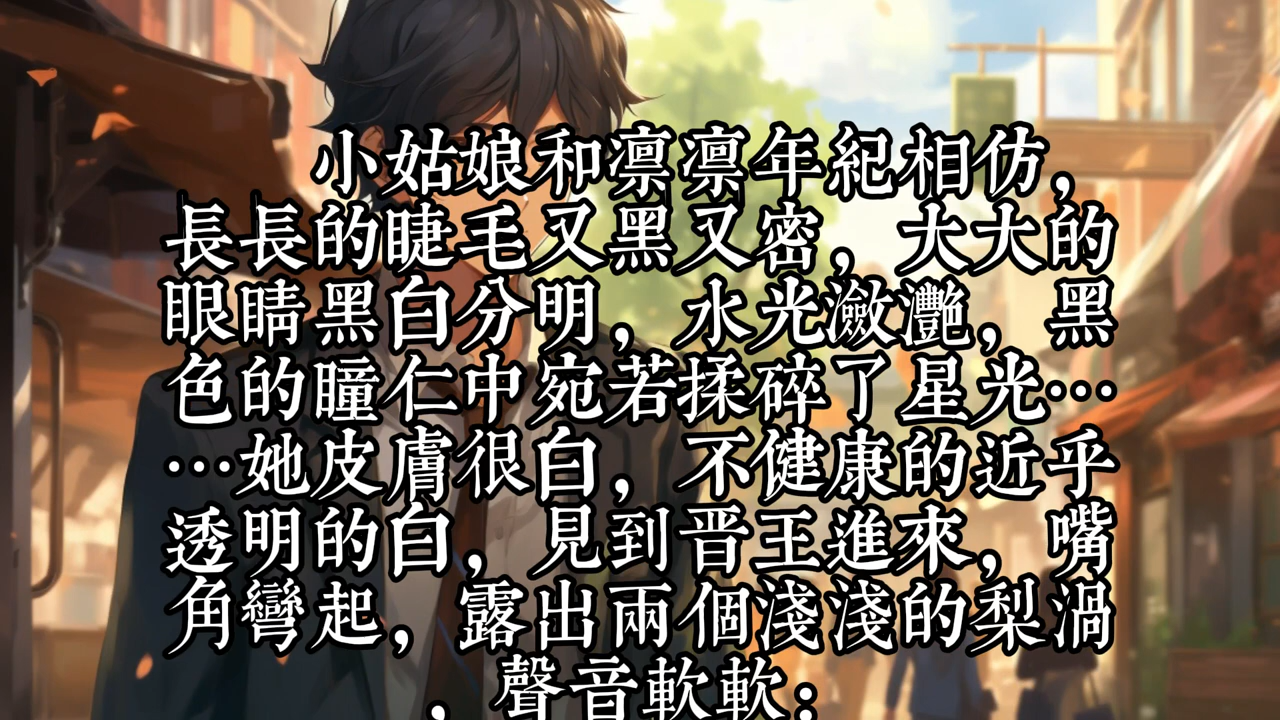 小姑娘和凛凛年紀相仿，
長長的睫毛又黑又密，大大的
眼睛黑白分明，水光瀲灩，黑
色的瞳仁中宛若揉碎了星光…
…她皮膚很白，不健康的近乎
透明的白，見到晋王進來，嘴
角彎起，露出兩個淺淺的梨渦
，聲音軟軟：